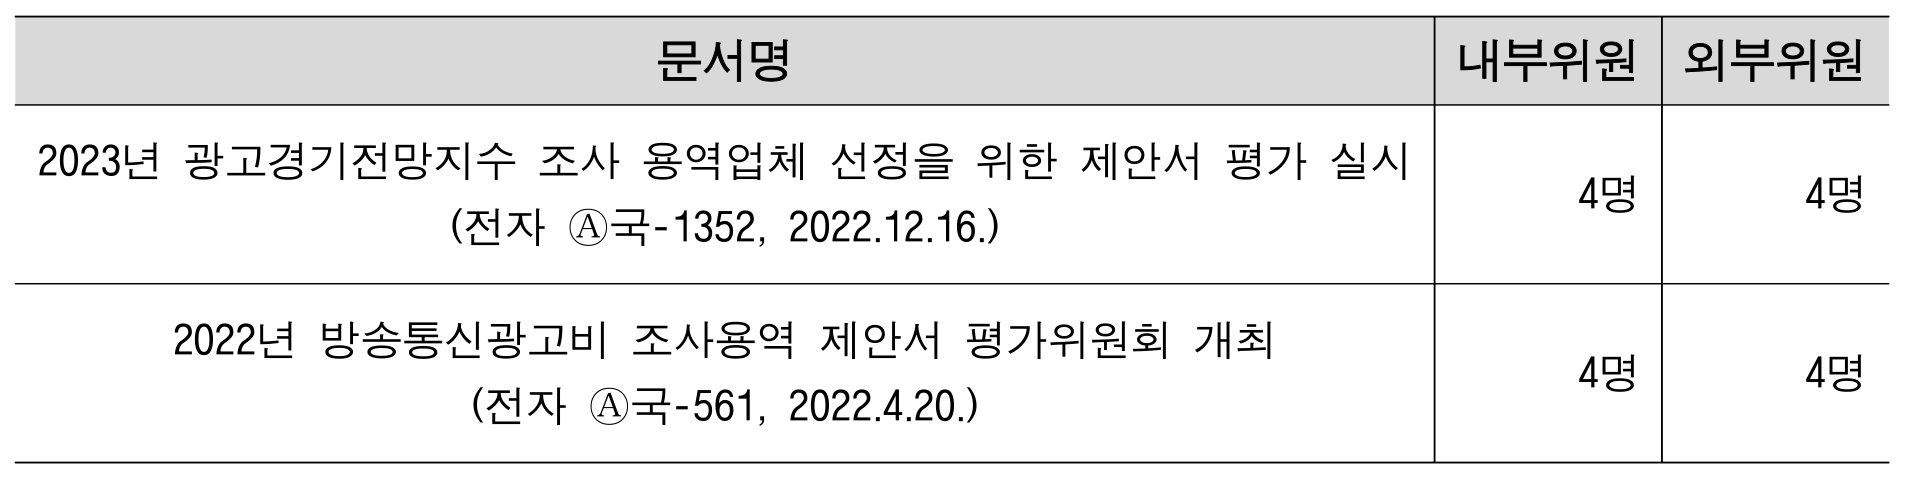 문서명 내부위원 외부위원
2023년 광고경기전망지수 조사 용역업체 선정을 위한 제안서 평가 실시
(전자 Ⓐ국-1352, 2022.12.16.)
4명 4명
2022년 방송통신광고비 조사용역 제안서 평가위원회 개최
(전자 Ⓐ국-561, 2022.4.20.)
4명 4명